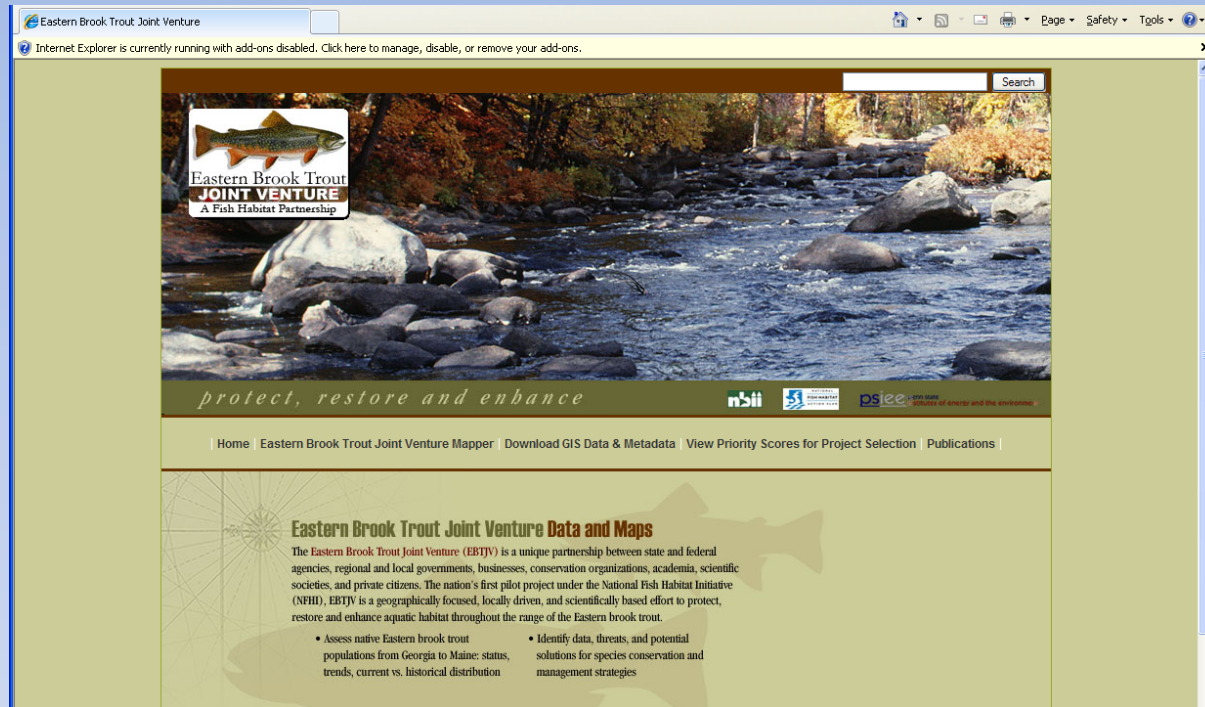 Eastern Brook Trout Joint Venture
Page
Safety
Tools
Internet Explorer is currently running with add-ons disabled. Click here to manage, disable, or remove your add-ons.
Search
Eastern Brook Trout
JOINT VENTURE
A Fish Habitat Partnership
protect, restore and enhance
nbii
NATIONAL
FISH HABITAT
ACTION PLAN
psiee
| Home | Eastern Brook Trout Joint Venture Mapper | Download GIS Data & Metadata | View Priority Scores for Project Selection | Publications |
Eastern Brook Trout Joint Venture Data and Maps
The Eastern Brook Trout Joint Venture (EBTJV) is a unique partnership between state and federal
agencies, regional and local governments, businesses, conservation organizations, academia, scientific
societies, and private citizens. The nation's first pilot project under the National Fish Habitat Initiative
(NFHI), EBTJV is a geographically focused, locally driven, and scientifically based effort to protect,
restore and enhance aquatic habitat throughout the range of the Eastern brook trout.
• Assess native Eastern brook trout
populations from Georgia to Maine: status,
trends, current vs. historical distribution
• Identify data, threats, and potential
solutions for species conservation and
management strategies